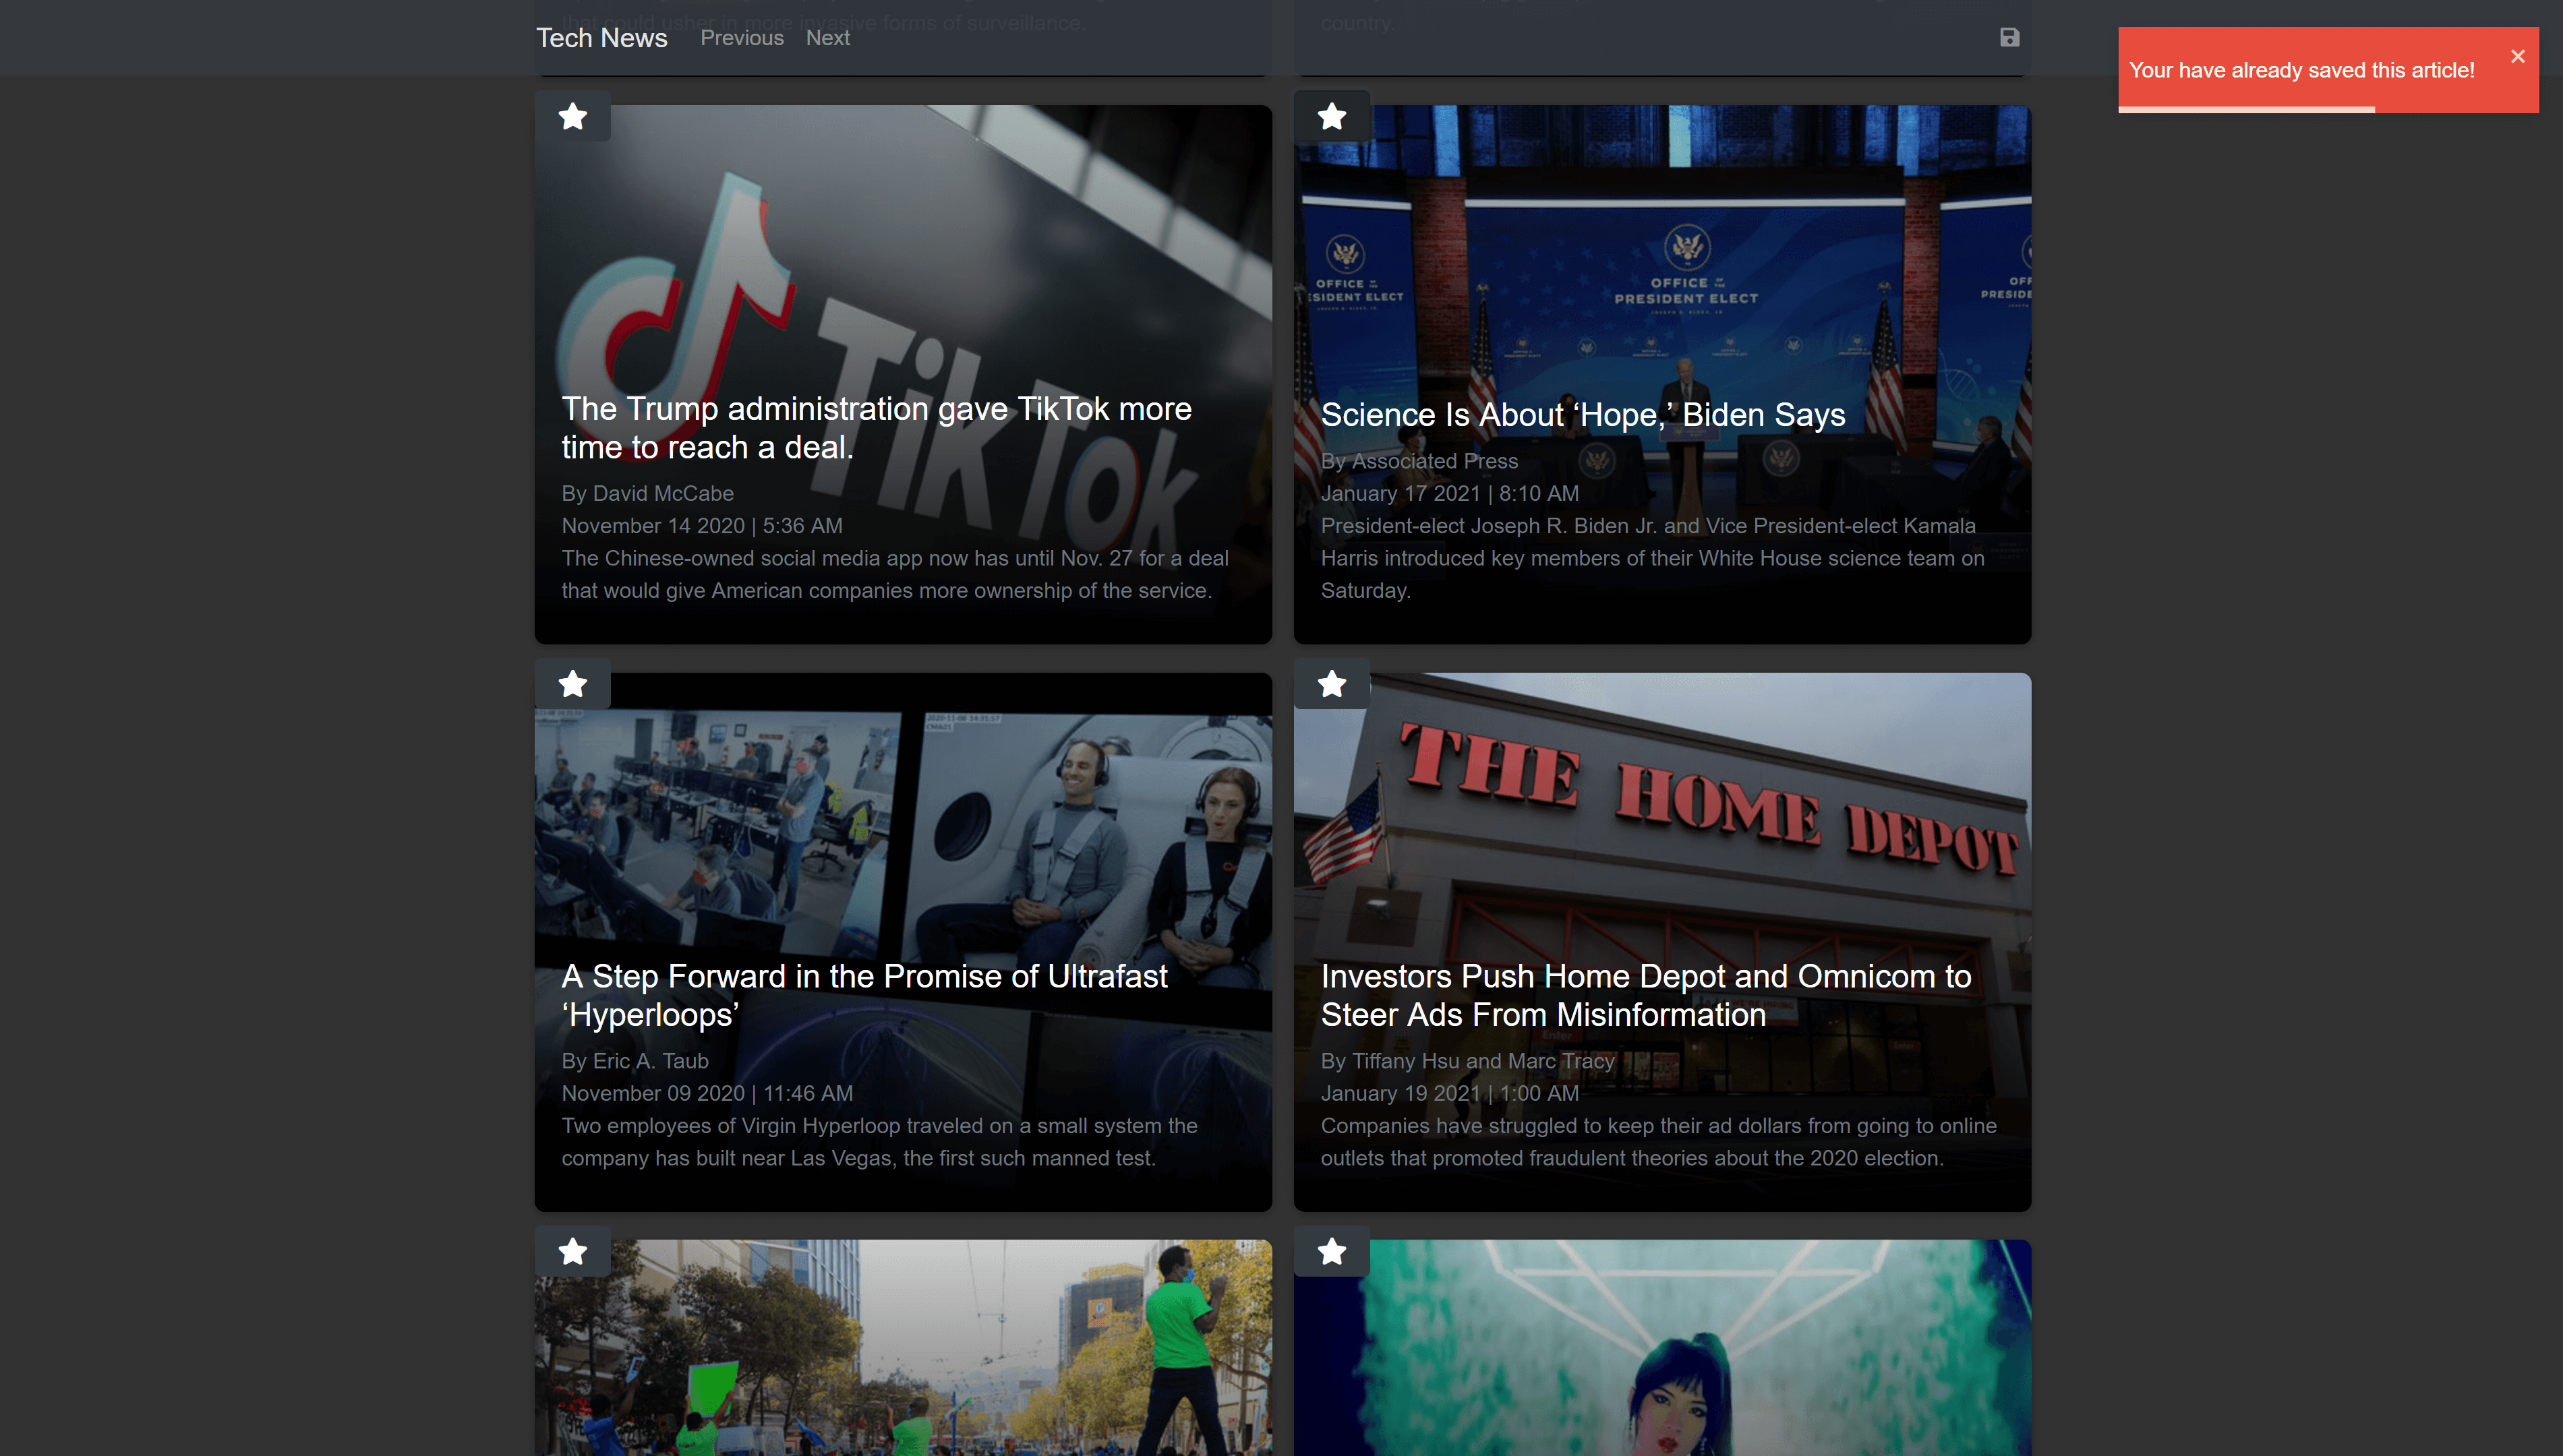 that could usher in more invasive forms of surveillance.
country.
Tech News
Previous
Next
Your have already saved this article!
TikTok
The Trump administration gave TikTok more
time to reach a deal.
By David McCabe
November 14 2020 | 5:36 AM
The Chinese-owned social media app now has until Nov. 27 for a deal
that would give American companies more ownership of the service.
OFFICE OF THE
PRESIDENT ELECT
OFFICE
PRESIDENT ELECT
Science Is About ‘Hope,’ Biden Says
By Associated Press
January 17 2021 | 8:10 AM
President-elect Joseph R. Biden Jr. and Vice President-elect Kamala
Harris introduced key members of their White House science team on
Saturday.
A Step Forward in the Promise of Ultrafast
‘Hyperloops’
By Eric A. Taub
November 09 2020 | 11:46 AM
Two employees of Virgin Hyperloop traveled on a small system the
company has built near Las Vegas, the first such manned test.
THE HOME DEPOT
Investors Push Home Depot and Omnicom to
Steer Ads From Misinformation
By Tiffany Hsu and Marc Tracy
January 19 2021 | 1:00 AM
Companies have struggled to keep their ad dollars from going to online
outlets that promoted fraudulent theories about the 2020 election.